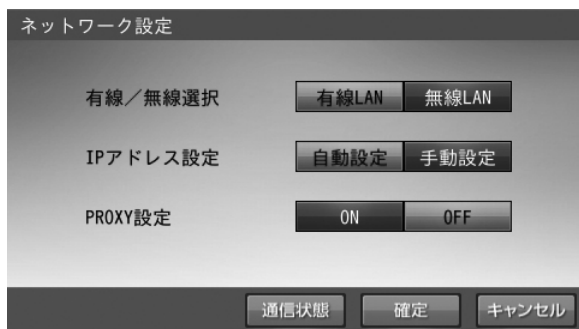 ネットワーク設定
有線／無線選択 有線LAN 無線LAN
IPアドレス設定 自動設定 手動設定
PROXY設定 ON OFF
通信状態 確定 キャンセル